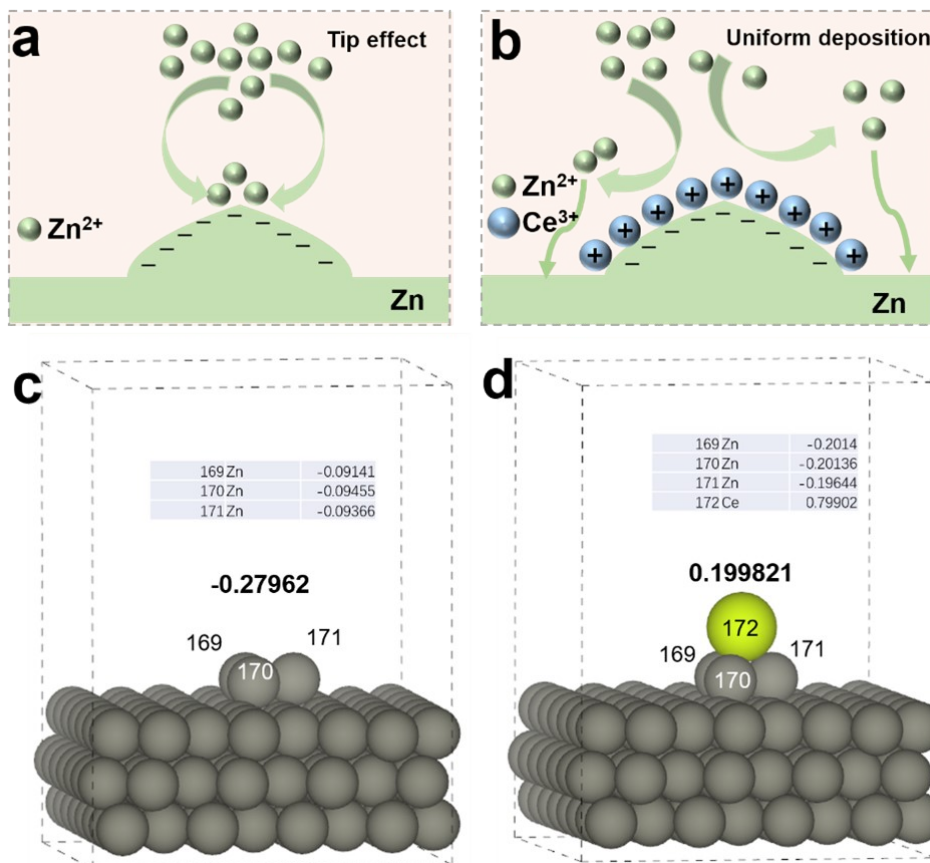 a
Tip effect
Zn²⁺
− − − − − − − − −
Zn
b
Uniform deposition
Zn²⁺
Ce³⁺
+ + + + + + + + +
− − − − − − − − −
Zn
c
169 Zn -0.09141
170 Zn -0.09455
171 Zn -0.09366
-0.27962
169
170
171
d
169 Zn -0.2014
170 Zn -0.20136
171 Zn -0.19644
172 Ce 0.79902
0.199821
172
169
170
171